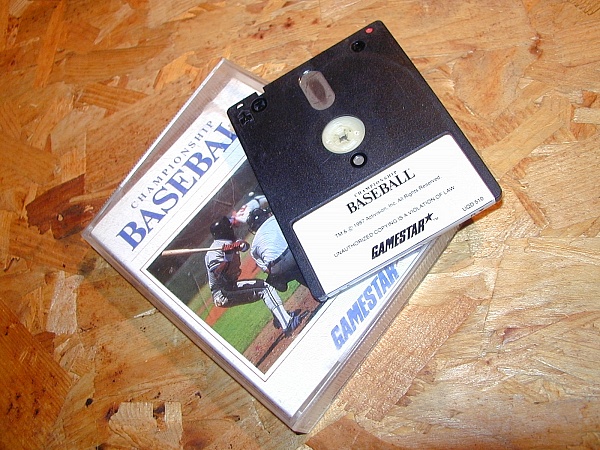 CHAMPIONSHIP
BASEBALL
GAMESTAR
CHAMPIONSHIP
BASEBALL
TM & © 1987 Activision, Inc. All Rights Reserved
UNAUTHORIZED COPYING IS A VIOLATION OF LAW
GAMESTAR★™